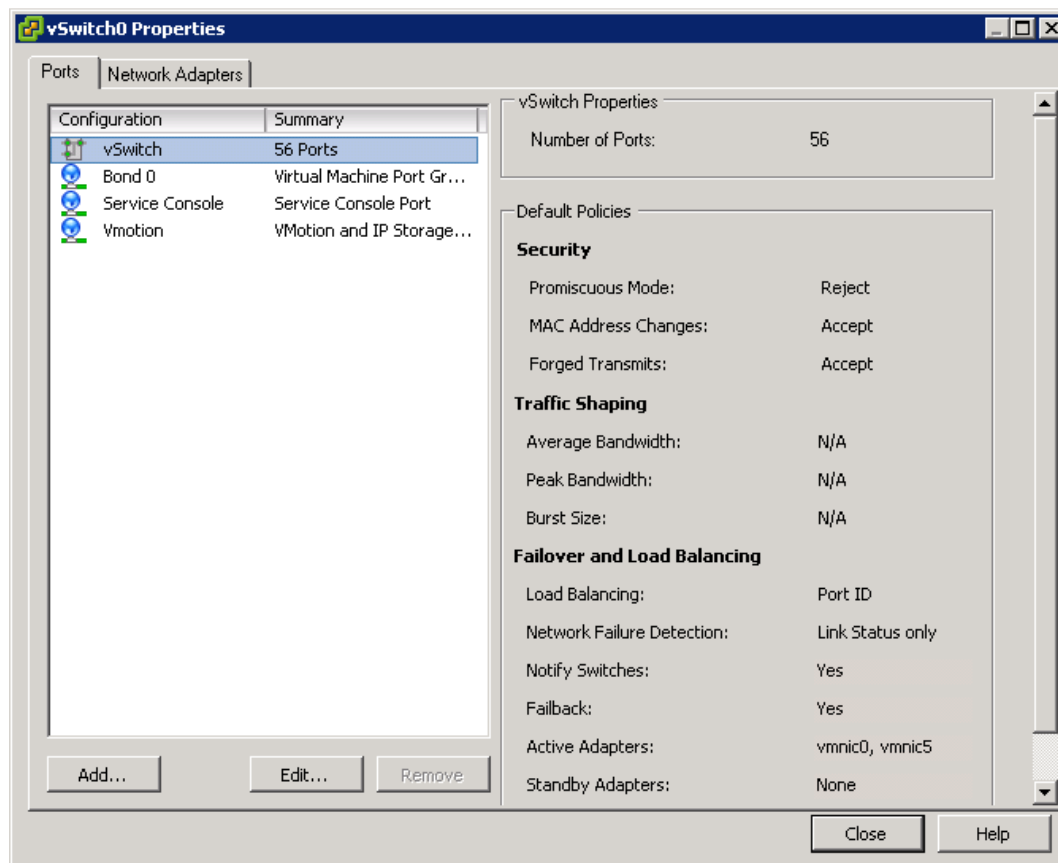 vSwitch0 Properties
Ports
Network Adapters
Configuration Summary
vSwitch 56 Ports
Bond 0 Virtual Machine Port Gr...
Service Console Service Console Port
Vmotion VMotion and IP Storage...
Add...
Edit...
Remove
vSwitch Properties
Number of Ports: 56
Default Policies
Security
Promiscuous Mode: Reject
MAC Address Changes: Accept
Forged Transmits: Accept
Traffic Shaping
Average Bandwidth: N/A
Peak Bandwidth: N/A
Burst Size: N/A
Failover and Load Balancing
Load Balancing: Port ID
Network Failure Detection: Link Status only
Notify Switches: Yes
Failback: Yes
Active Adapters: vmnic0, vmnic5
Standby Adapters: None
Close
Help